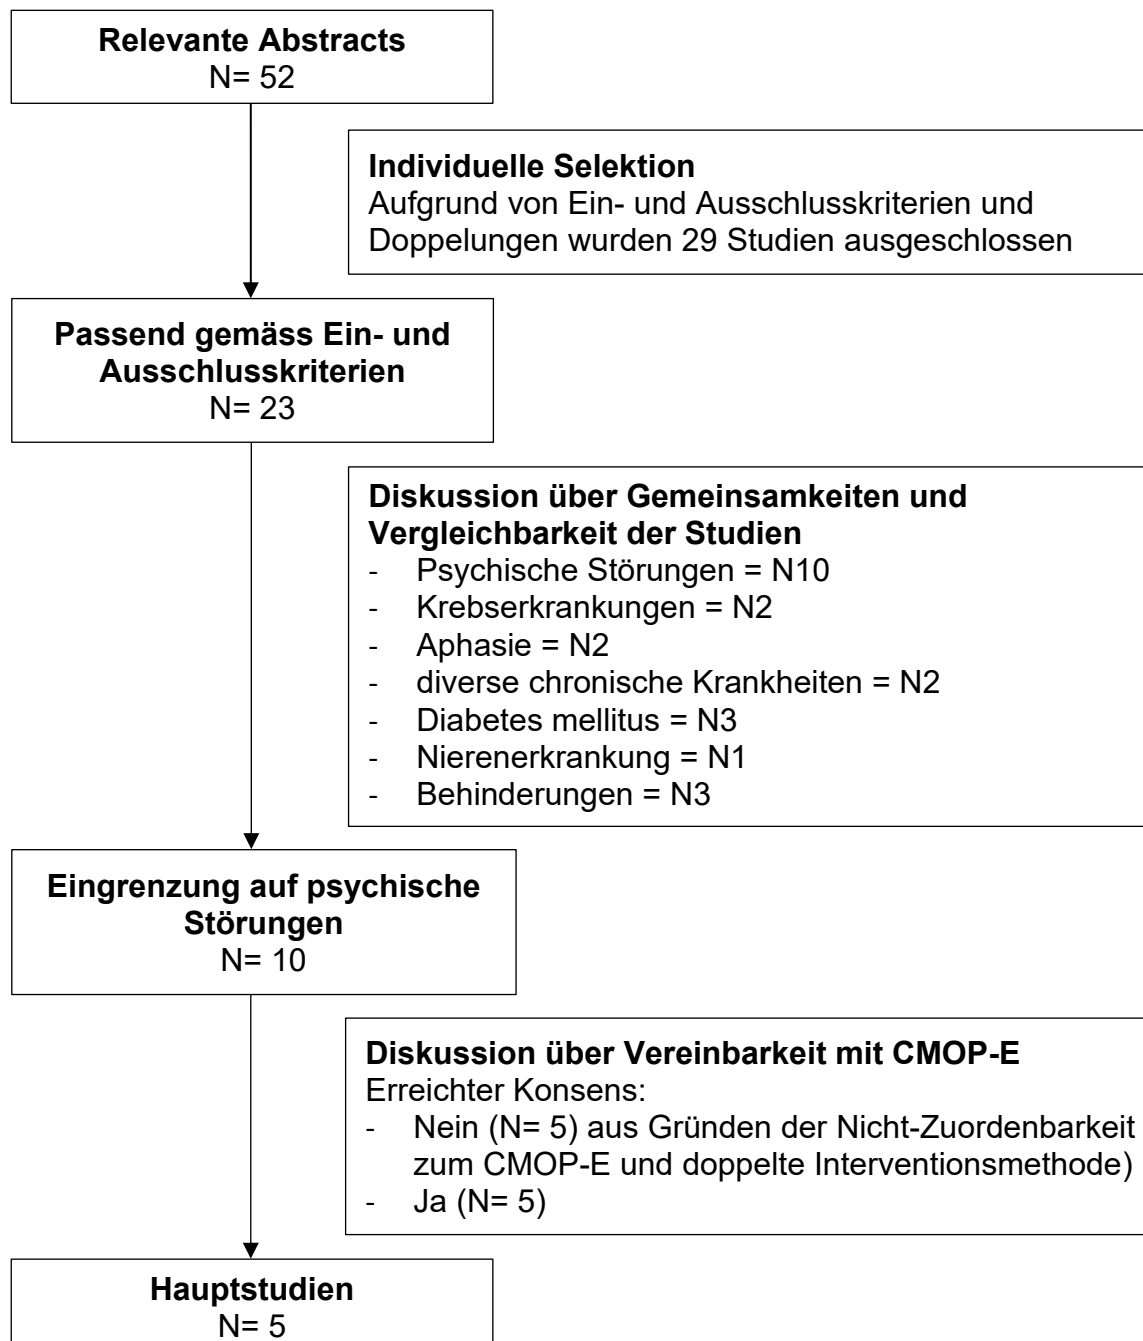 Relevante Abstracts
N= 52
Individuelle Selektion
Aufgrund von Ein- und Ausschlusskriterien und
Doppelungen wurden 29 Studien ausgeschlossen
Passend gemäss Ein- und
Ausschlusskriterien
N= 23
Diskussion über Gemeinsamkeiten und
Vergleichbarkeit der Studien
- Psychische Störungen = N10
- Krebserkrankungen = N2
- Aphasie = N2
- diverse chronische Krankheiten = N2
- Diabetes mellitus = N3
- Nierenerkrankung = N1
- Behinderungen = N3
Eingrenzung auf psychische
Störungen
N= 10
Diskussion über Vereinbarkeit mit CMOP-E
Erreichter Konsens:
- Nein (N= 5) aus Gründen der Nicht-Zuordenbarkeit
zum CMOP-E und doppelte Interventionsmethode)
- Ja (N= 5)
Hauptstudien
N= 5